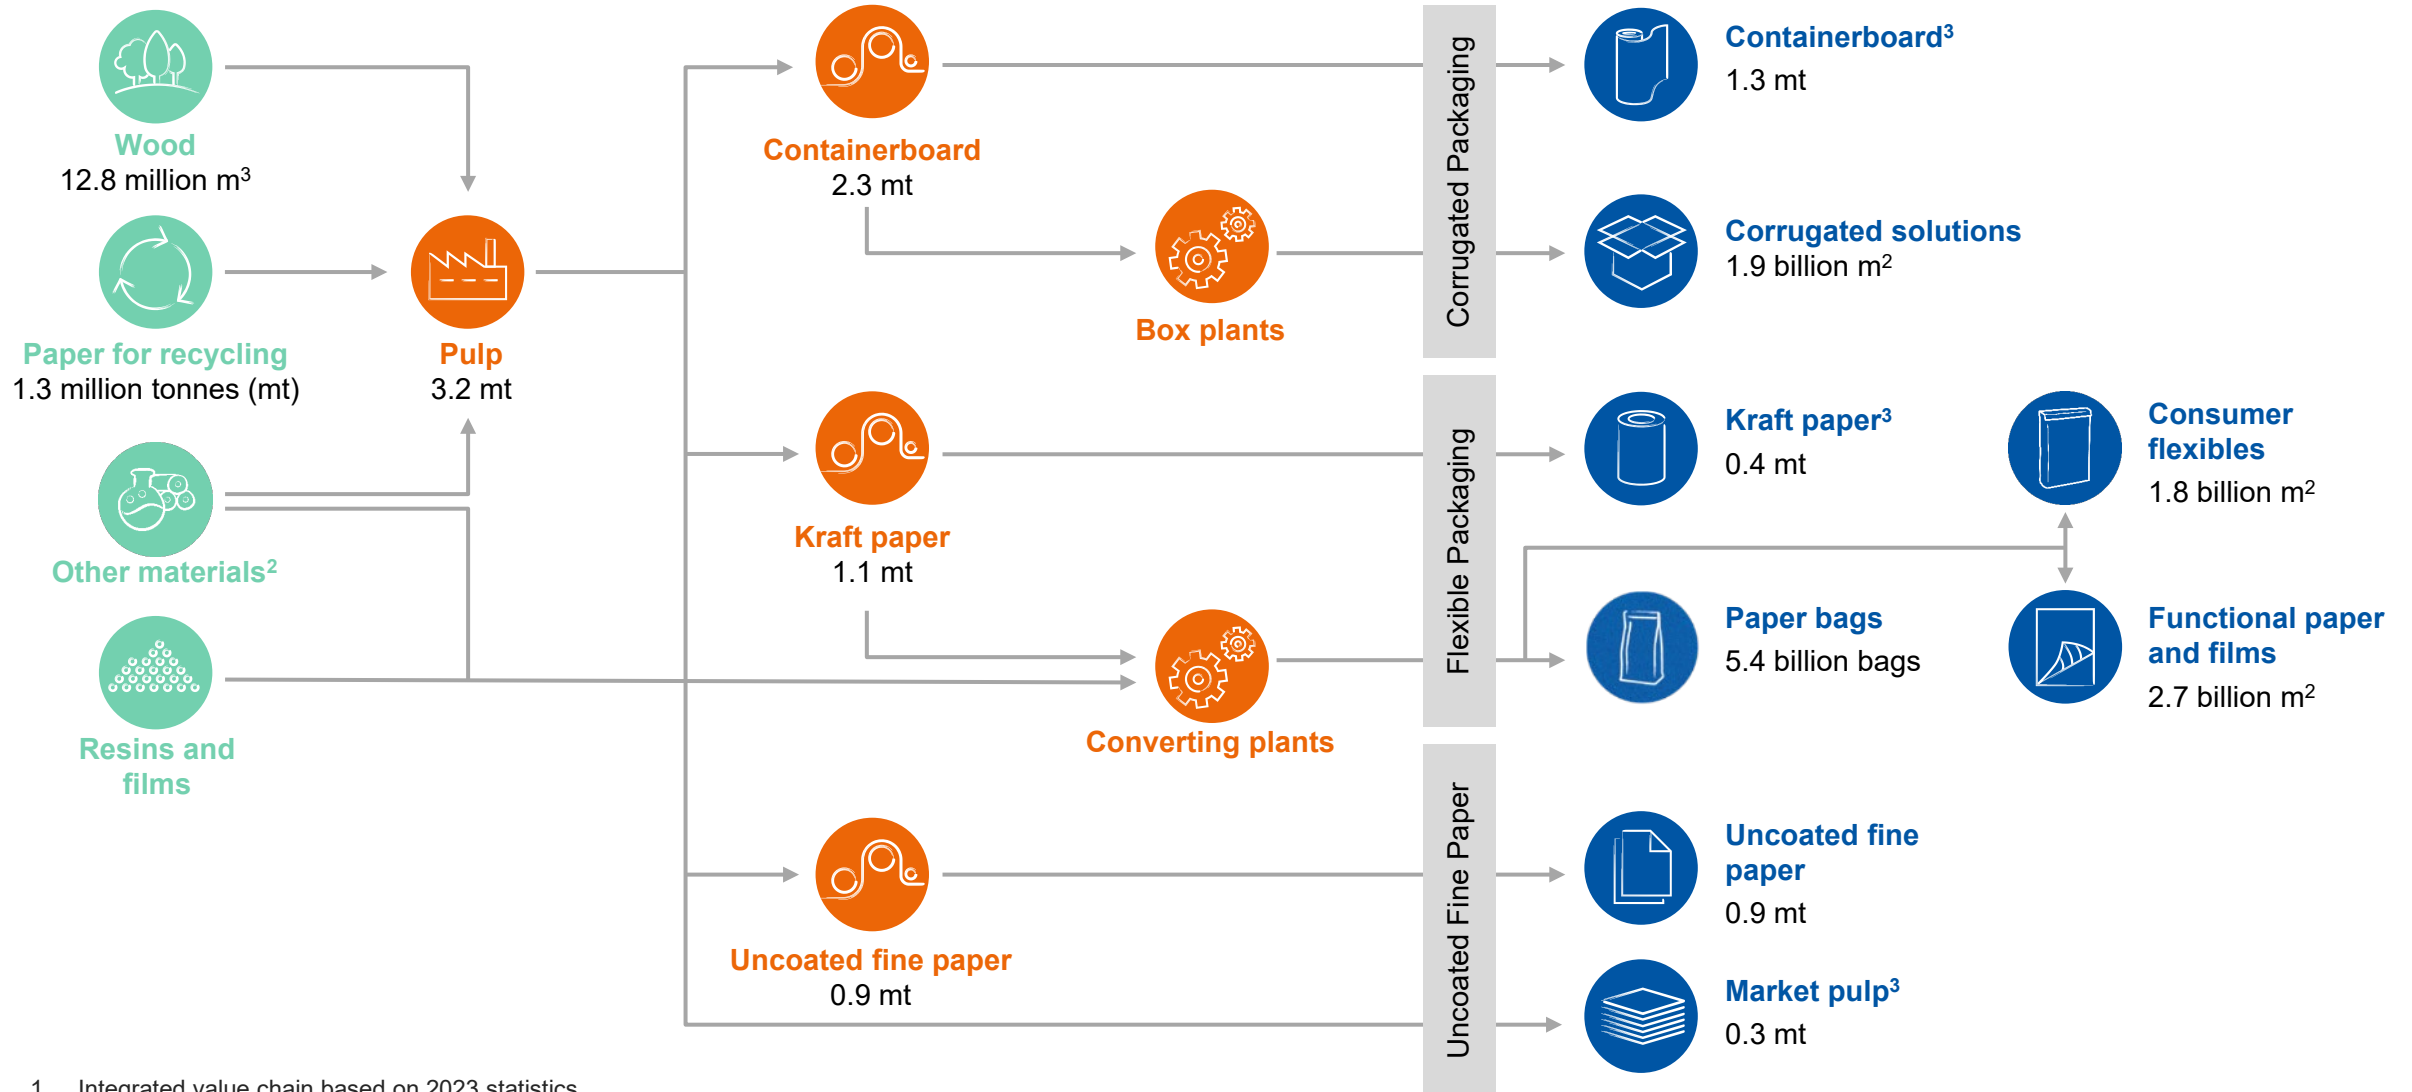 Wood
12.8 million m³
Paper for recycling
1.3 million tonnes (mt)
Other materials²
Resins and
films
Pulp
3.2 mt
Containerboard
2.3 mt
Box plants
Kraft paper
1.1 mt
Converting plants
Uncoated fine paper
0.9 mt
Corrugated Packaging
Flexible Packaging
Uncoated Fine Paper
Containerboard³
1.3 mt
Corrugated solutions
1.9 billion m²
Kraft paper³
0.4 mt
Consumer
flexibles
1.8 billion m²
Paper bags
5.4 billion bags
Functional paper
and films
2.7 billion m²
Uncoated fine
paper
0.9 mt
Market pulp³
0.3 mt
1 Integrated value chain based on 2023 statistics